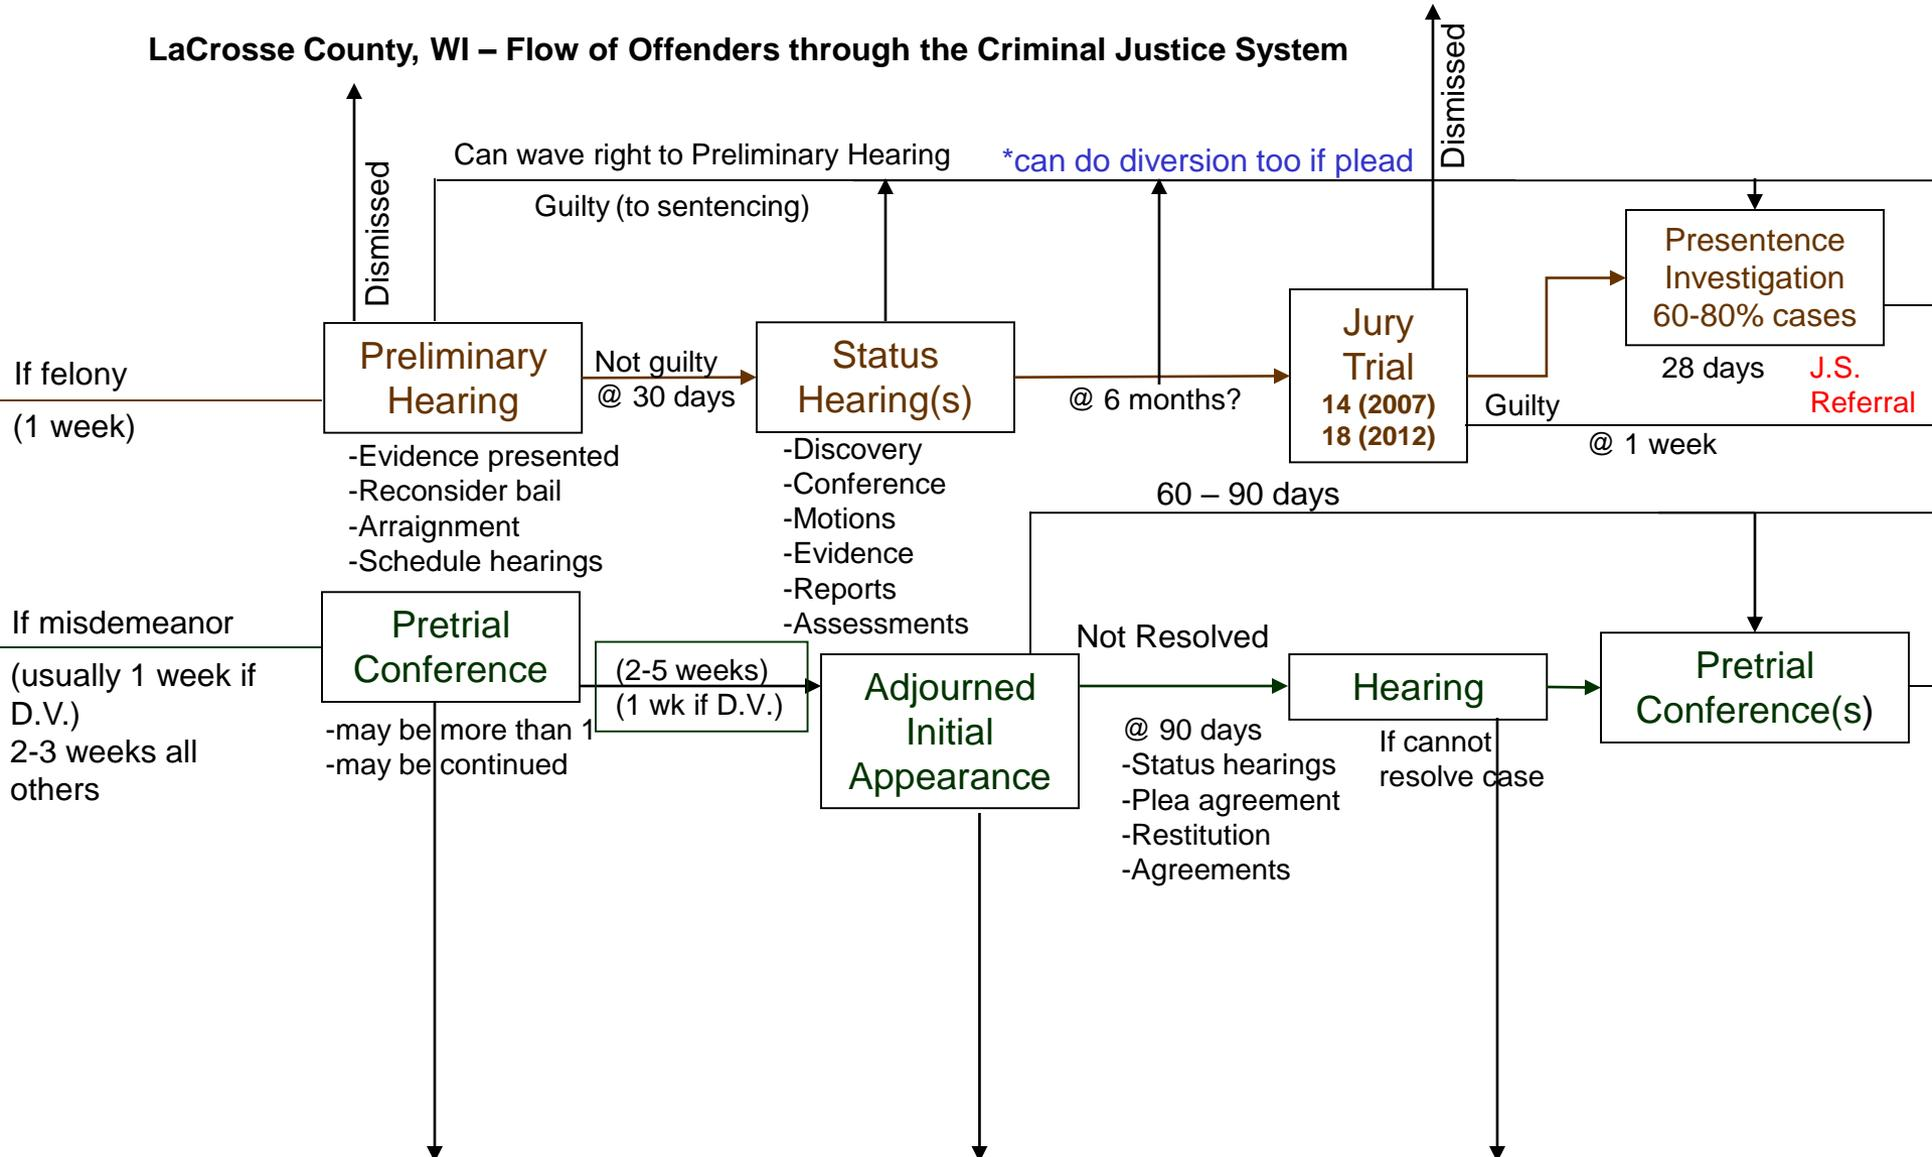 LaCrosse County, WI – Flow of Offenders through the Criminal Justice System
Dismissed
Dismissed
Can wave right to Preliminary Hearing
*can do diversion too if plead
Guilty (to sentencing)
If felony
(1 week)
Preliminary
Hearing
-Evidence presented
-Reconsider bail
-Arraignment
-Schedule hearings
Not guilty
@ 30 days
Status
Hearing(s)
-Discovery
-Conference
-Motions
-Evidence
-Reports
-Assessments
@ 6 months?
Jury
Trial
14 (2007)
18 (2012)
Presentence
Investigation
60-80% cases
28 days
J.S.
Referral
Guilty
@ 1 week
60 – 90 days
If misdemeanor
(usually 1 week if
D.V.)
2-3 weeks all
others
Pretrial
Conference
-may be more than 1
-may be continued
(2-5 weeks)
(1 wk if D.V.)
Adjourned
Initial
Appearance
Not Resolved
@ 90 days
-Status hearings
-Plea agreement
-Restitution
-Agreements
Hearing
If cannot
resolve case
Pretrial
Conference(s)